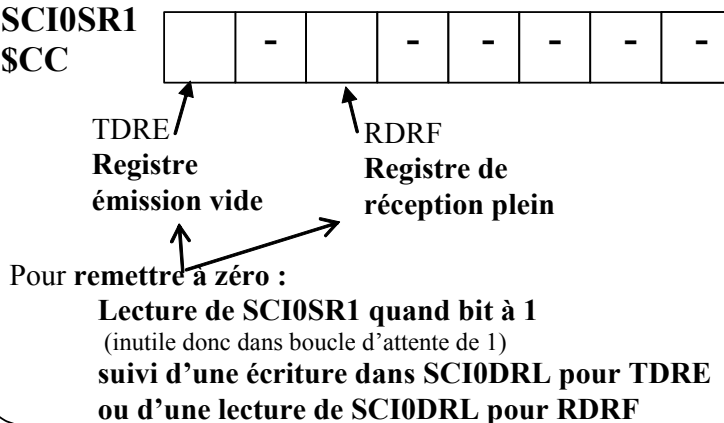 SCI0SR1
$CC
- - - - - -
TDRE
Registre
émission vide
RDRF
Registre de
réception plein
Pour remettre à zéro :
Lecture de SCI0SR1 quand bit à 1
(inutile donc dans boucle d'attente de 1)
suivi d'une écriture dans SCI0DRL pour TDRE
ou d'une lecture de SCI0DRL pour RDRF